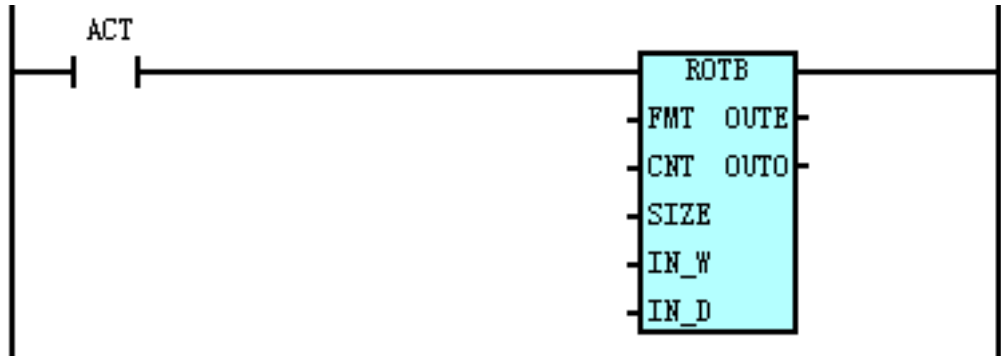 ACT
ROTB
FMT OUTE
CNT OUTO
SIZE
IN_W
IN_D